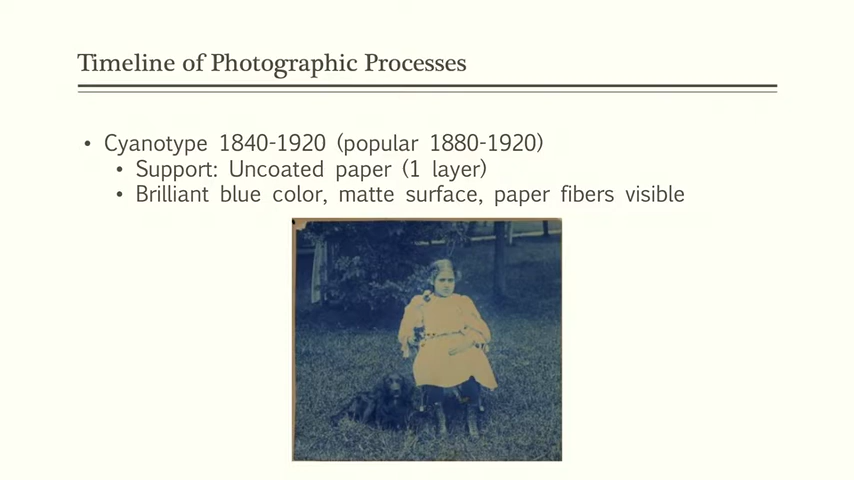 Timeline of Photographic Processes
• Cyanotype 1840-1920 (popular 1880-1920)
• Support: Uncoated paper (1 layer)
• Brilliant blue color, matte surface, paper fibers visible